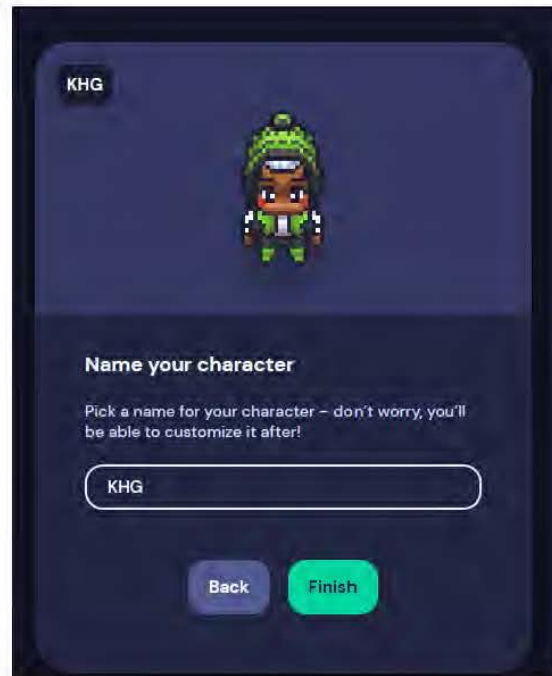 KHG
Name your character
Pick a name for your character – don't worry, you'll
be able to customize it after!
KHG
Back Finish